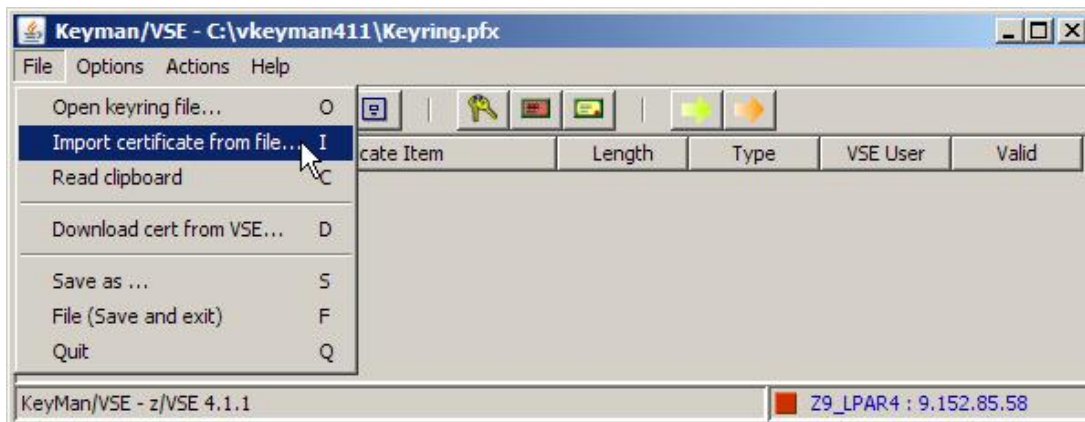 Keyman/VSE - C:\vkeyman411\Keyring.pfx
File Options Actions Help
Open keyring file... O
Import certificate from file... I
cate Item Length Type VSE User Valid
Read clipboard C
Download cert from VSE... D
Save as ... S
File (Save and exit) F
Quit Q
KeyMan/VSE - z/VSE 4.1.1 Z9_LPAR4 : 9.152.85.58